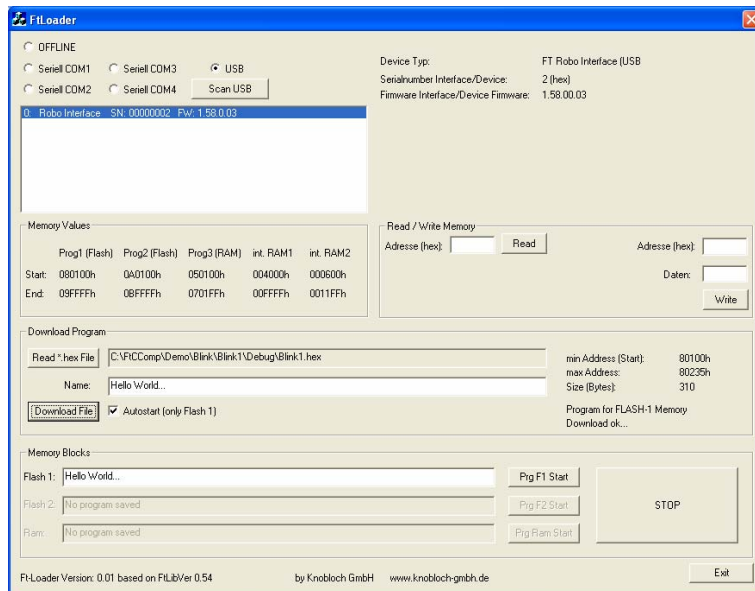 FtLoader
OFFLINE
Seriell COM1 Seriell COM3 USB
Seriell COM2 Seriell COM4 Scan USB
Device Typ: FT Robo Interface (USB
Serialnumber Interface/Device: 2 (hex)
Firmware Interface/Device Firmware: 1.58.00.03
0: Robo Interface SN: 00000002 FW: 1.58.0.03
Memory Values
Prog1 (Flash) Prog2 (Flash) Prog3 (RAM) int. RAM1 int. RAM2
Start: 080100h 0A0100h 050100h 004000h 000600h
End: 09FFFFh 0BFFFFh 0701FFh 00FFFFh 0011FFh
Read / Write Memory
Adresse (hex): Read Adresse (hex):
Daten:
Write
Download Program
Read *.hex File C:\FtCComp\Demo\Blink\Blink1\Debug\Blink1.hex
Name: Hello World...
Download File Autostart (only Flash 1)
min Address (Start): 80100h
max Address: 80235h
Size (Bytes): 310
Program for FLASH-1 Memory
Download ok...
Memory Blocks
Flash 1: Hello World... Prg F1 Start
Flash 2: No program saved Prg F2 Start
Ram: No program saved Prg Ram Start
STOP
Ft-Loader Version: 0.01 based on FtLibVer 0.54 by Knobloch GmbH www.knobloch-gmbh.de Exit